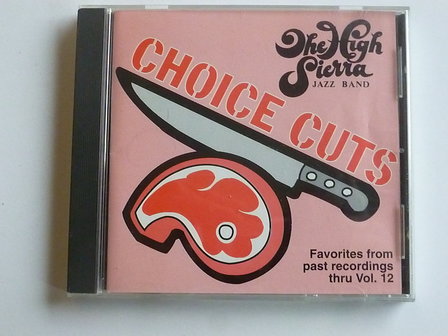 The High
Sierra
JAZZ BAND
CHOICE CUTS
Favorites from
past recordings
thru Vol. 12